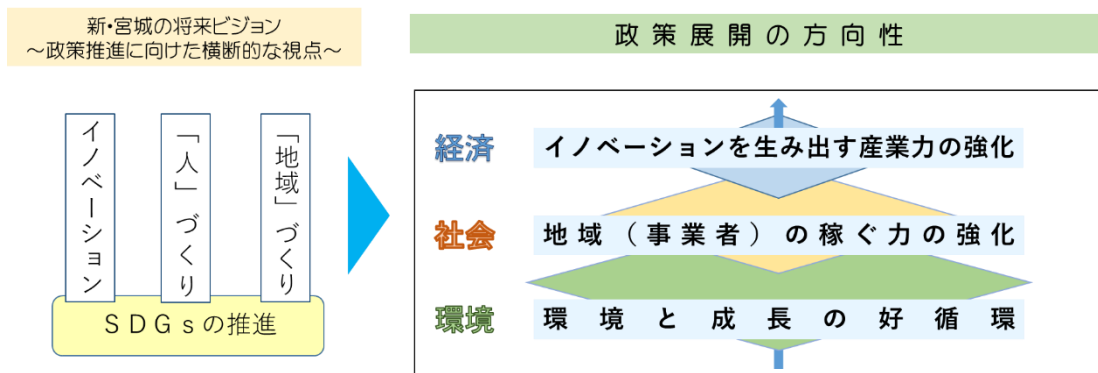 新・宮城の将来ビジョン
～政策推進に向けた横断的な視点～
イノベーション
「人」づくり
「地域」づくり
SDGsの推進
政策展開の方向性
経済
イノベーションを生み出す産業力の強化
社会
地域（事業者）の稼ぐ力の強化
環境
環境と成長の好循環